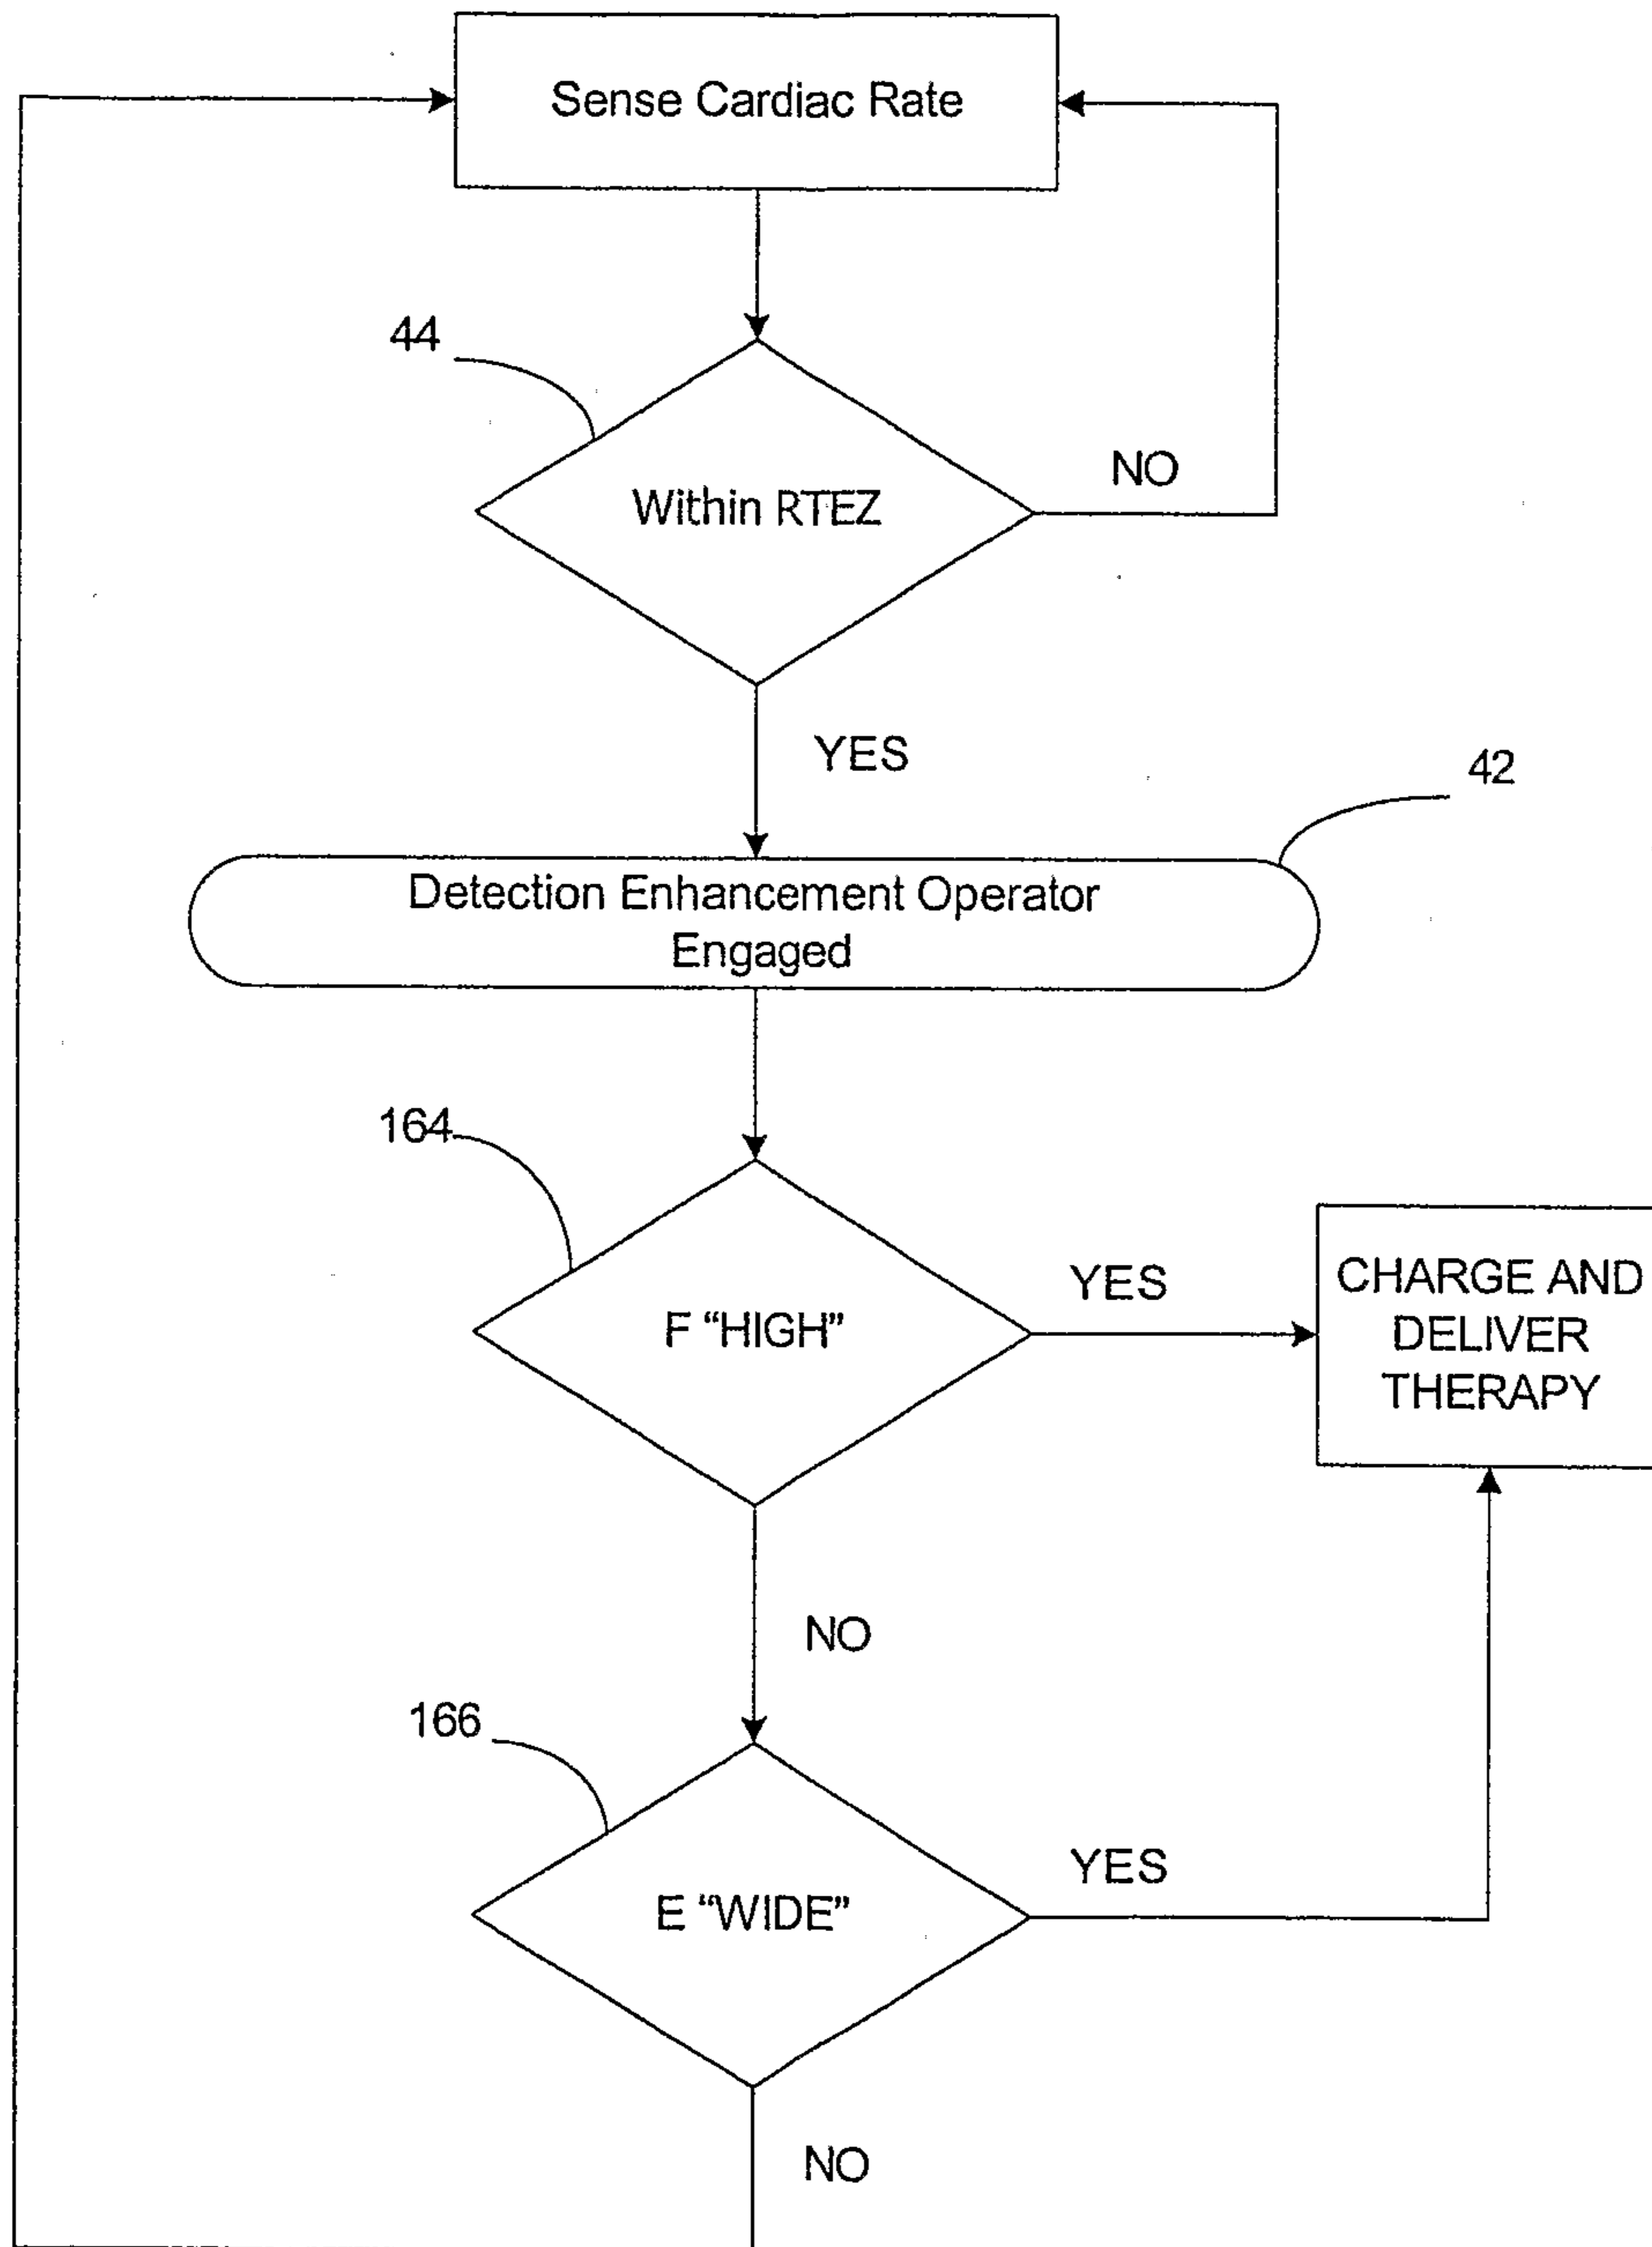 Sense Cardiac Rate
44
Within RTEZ
NO
YES
42
Detection Enhancement Operator
Engaged
164
F “HIGH”
YES
CHARGE AND
DELIVER
THERAPY
NO
166
E “WIDE”
YES
NO